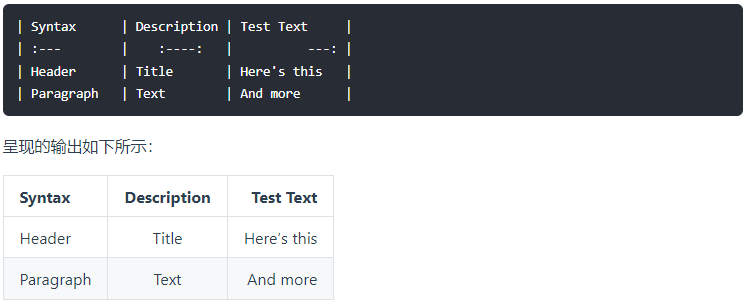 | Syntax      | Description | Test Text     |
| :---        |    :----:   |          ---: |
| Header      | Title       | Here's this   |
| Paragraph   | Text        | And more      |
呈现的输出如下所示：
Syntax Description Test Text
Header Title Here’s this
Paragraph Text And more